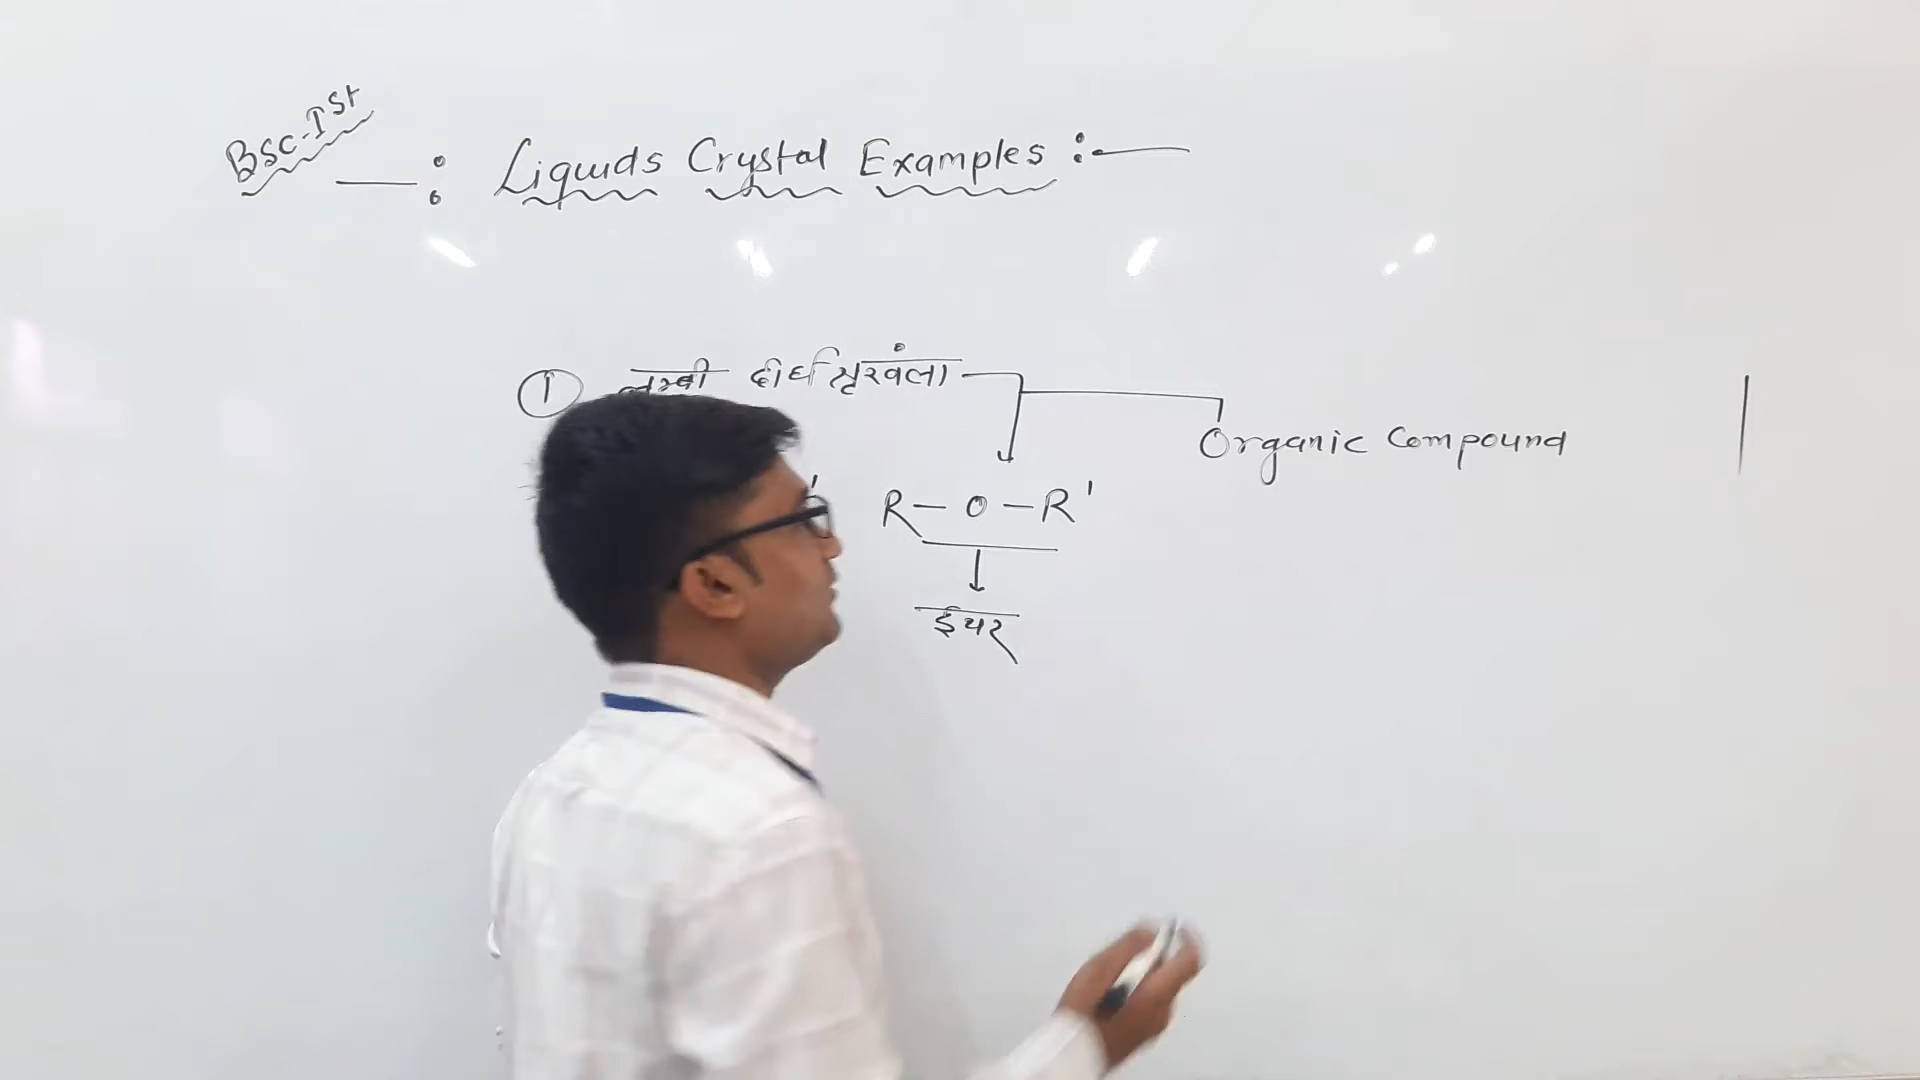 Bsc-Ist
—: Liquids Crystal Examples :—
① लम्बी दीर्घ सृंखला
Organic Compound
R-O-R'
ईथर